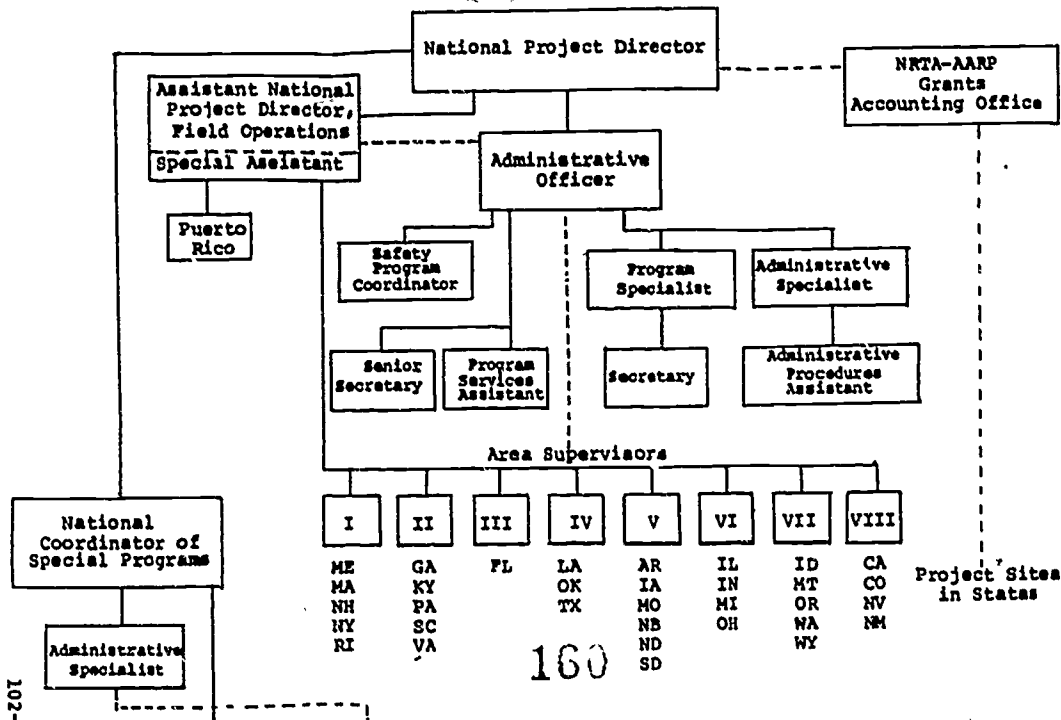 National Project Director
NRTA-AARP
Grants
Accounting Office
Assistant National
Project Director,
Field Operations
Special Assistant
Administrative
Officer
Puerto
Rico
Safety
Program
Coordinator
Program
Specialist
Administrative
Specialist
Senior
Secretary
Program
Services
Assistant
Secretary
Administrative
Procedures
Assistant
Area Supervisors
National
Coordinator of
Special Programs
I
II
III
IV
V
VI
VII
VIII
ME
MA
NH
NY
RI
GA
KY
PA
SC
VA
FL
LA
OK
TX
AR
IA
MO
NB
ND
SD
IL
IN
MI
OH
ID
MT
OR
WA
WY
CA
CO
NV
NM
Project Sites
in States
Administrative
Specialist
160
102-